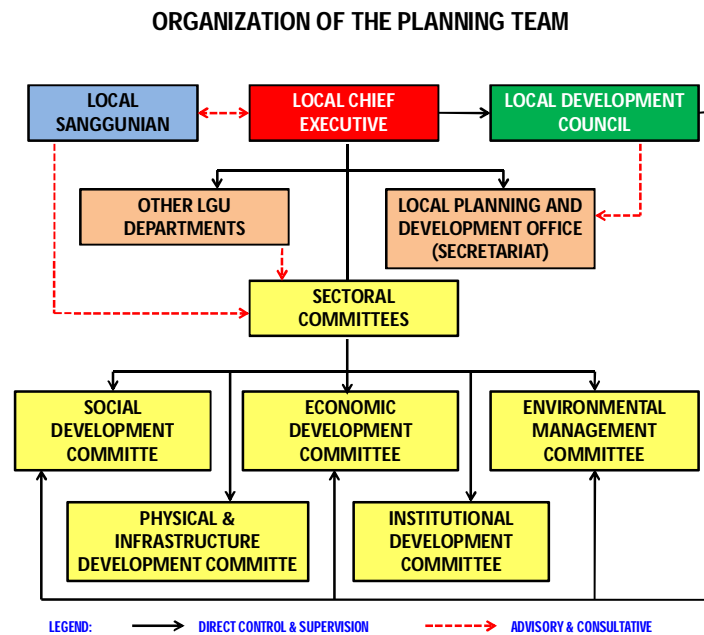 ORGANIZATION OF THE PLANNING TEAM
LOCAL
SANGGUNIAN
LOCAL CHIEF
EXECUTIVE
LOCAL DEVELOPMENT
COUNCIL
OTHER LGU
DEPARTMENTS
LOCAL PLANNING AND
DEVELOPMENT OFFICE
(SECRETARIAT)
SECTORAL
COMMITTEES
SOCIAL
DEVELOPMENT
COMMITTE
ECONOMIC
DEVELOPMENT
COMMITTEE
ENVIRONMENTAL
MANAGEMENT
COMMITTEE
PHYSICAL &
INFRASTRUCTURE
DEVELOPMENT COMMITTE
INSTITUTIONAL
DEVELOPMENT
COMMITTEE
LEGEND: DIRECT CONTROL & SUPERVISION ADVISORY & CONSULTATIVE